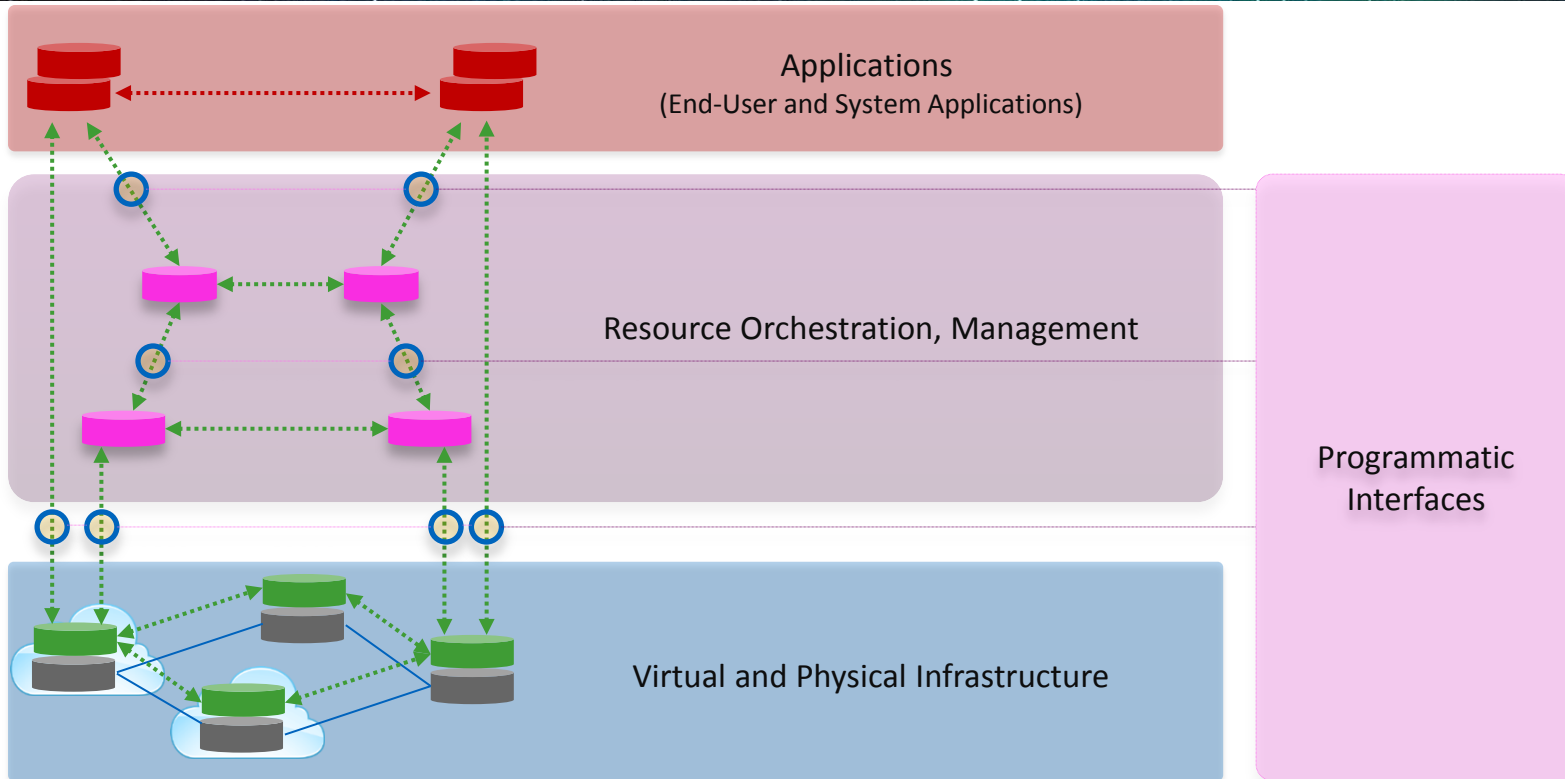 Applications
(End-User and System Applications)
Resource Orchestration, Management
Programmatic
Interfaces
Virtual and Physical Infrastructure